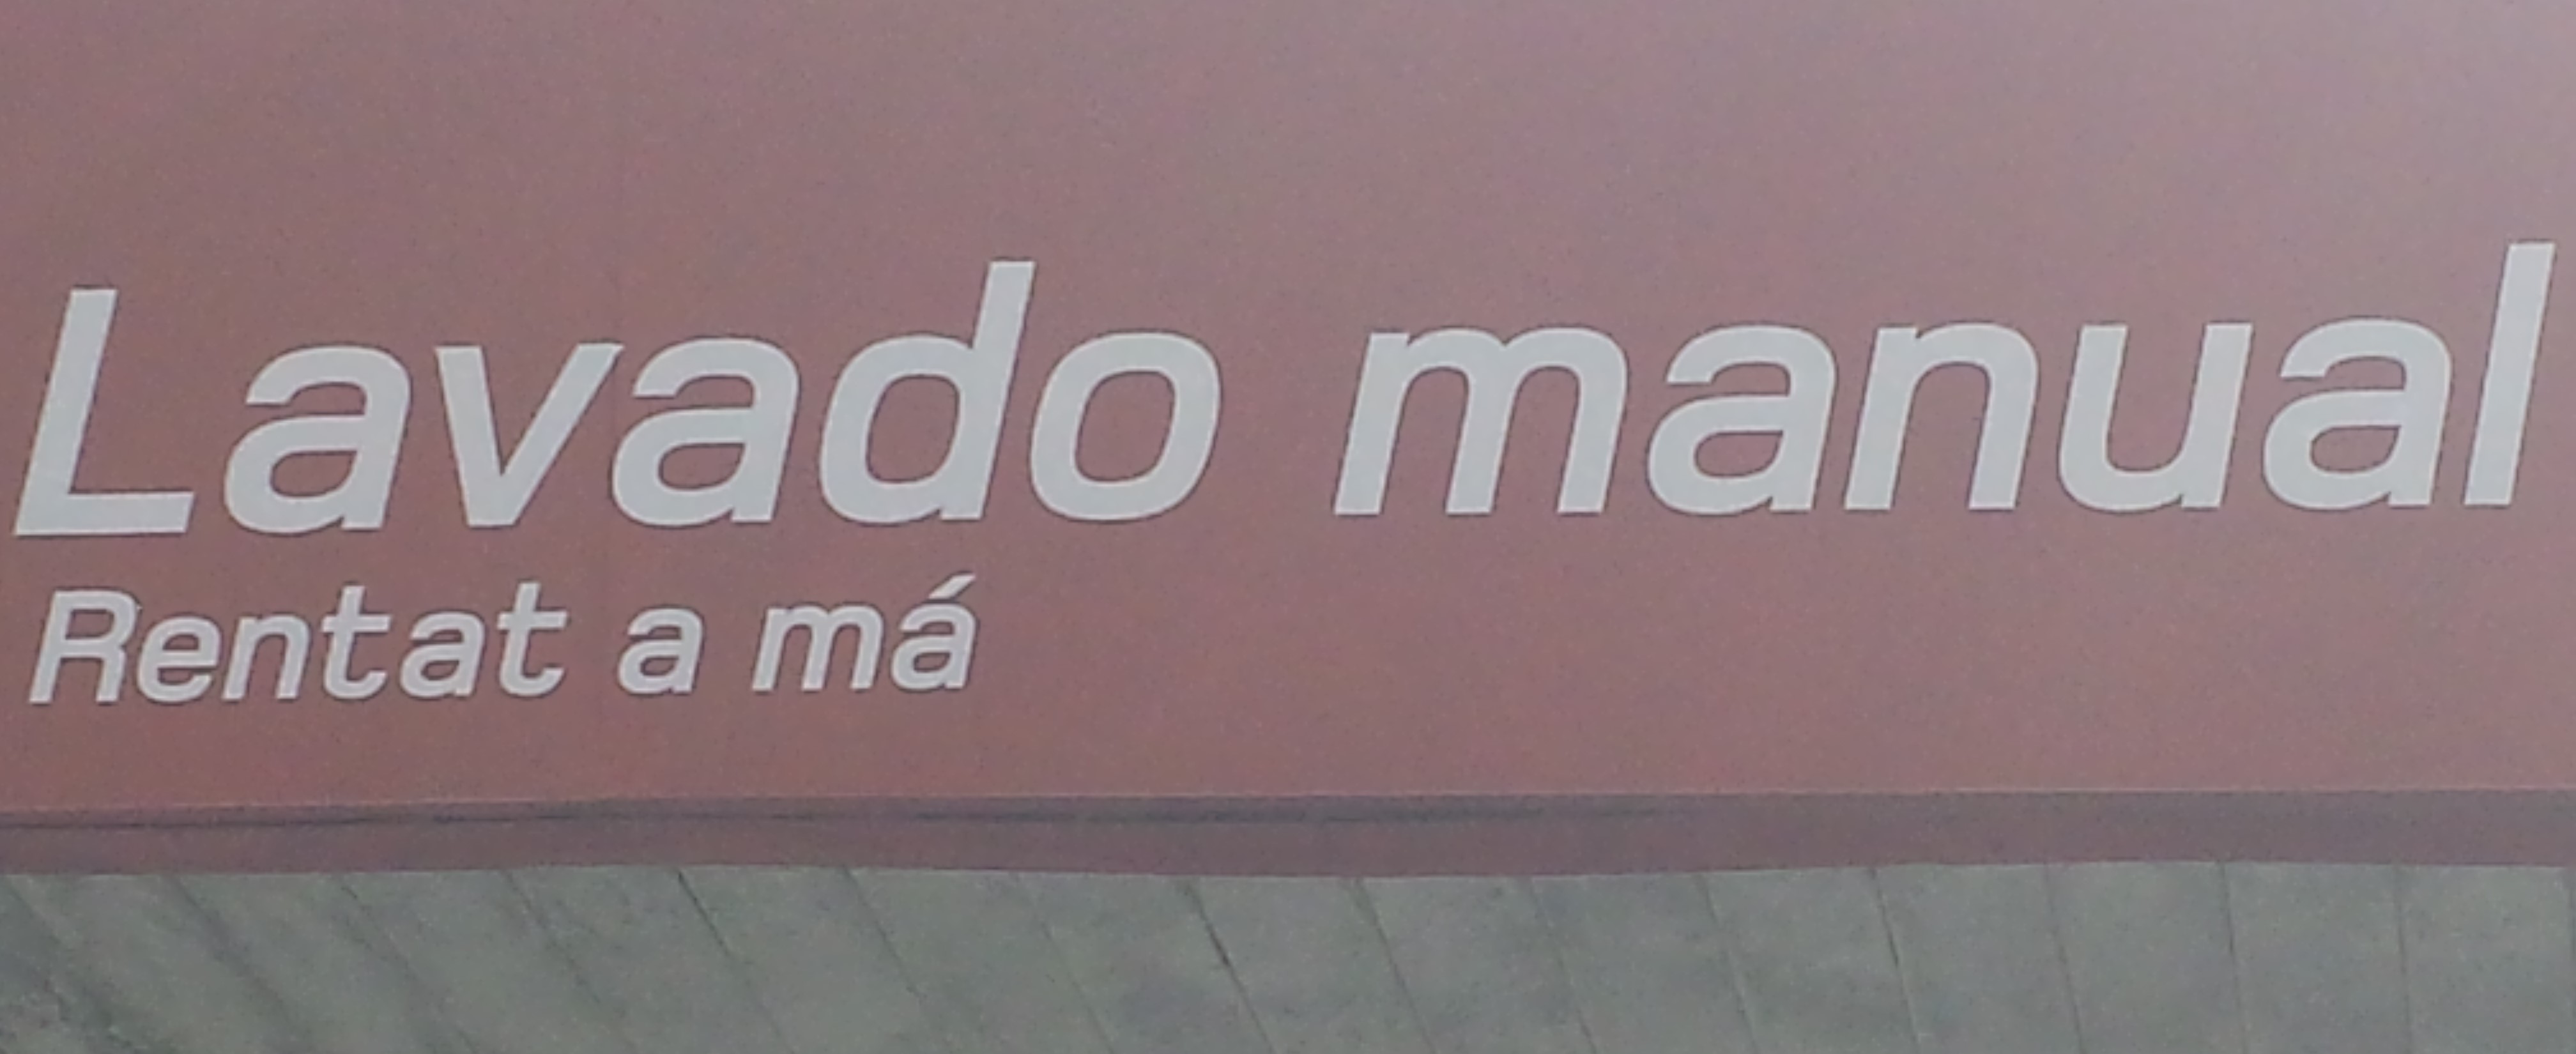 Lavado manual
Rentat a má